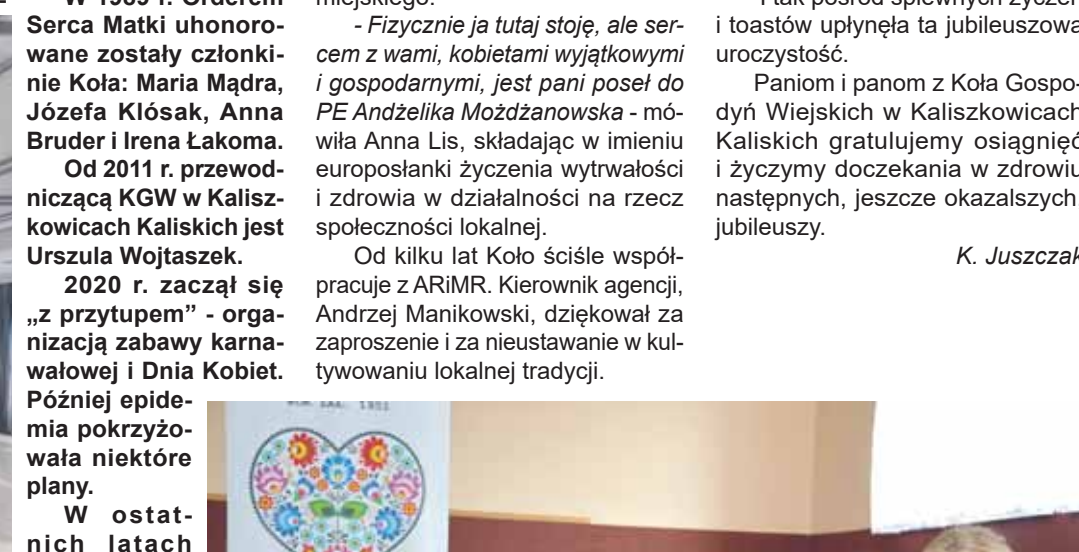 W 1989 r. Orderem
Serca Matki uhonoro-
wane zostały członki-
nie Koła: Maria Mądra,
Józefa Klósak, Anna
Bruder i Irena Łakoma.
Od 2011 r. przewod-
niczącą KGW w Kalisz-
kowicach Kaliskich jest
Urszula Wojtaszek.
2020 r. zaczął się
„z przytupem” - orga-
nizacją zabawy karna-
wałowej i Dnia Kobiet.
Później epide-
mia pokrzyżo-
wała niektóre
plany.
W ostat-
nich latach
miejskiego.
- Fizycznie ja tutaj stoję, ale ser-
cem z wami, kobietami wyjątkowymi
i gospodarnymi, jest pani poseł do
PE Andżelika Możdżanowska - mó-
wiła Anna Lis, składając w imieniu
europosłanki życzenia wytrwałości
i zdrowia w działalności na rzecz
społeczności lokalnej.
Od kilku lat Koło ściśle współ-
pracuje z ARiMR. Kierownik agencji,
Andrzej Manikowski, dziękował za
zaproszenie i za nieustawanie w kul-
tywowaniu lokalnej tradycji.
I tak pośród śpiewnych życzeń
i toastów upłynęła ta jubileuszowa
uroczystość.
Paniom i panom z Koła Gospo-
dyń Wiejskich w Kaliszkowicach
Kaliskich gratulujemy osiągnięć
i życzymy doczekania w zdrowiu
następnych, jeszcze okazalszych
jubileuszy.
K. Juszczak